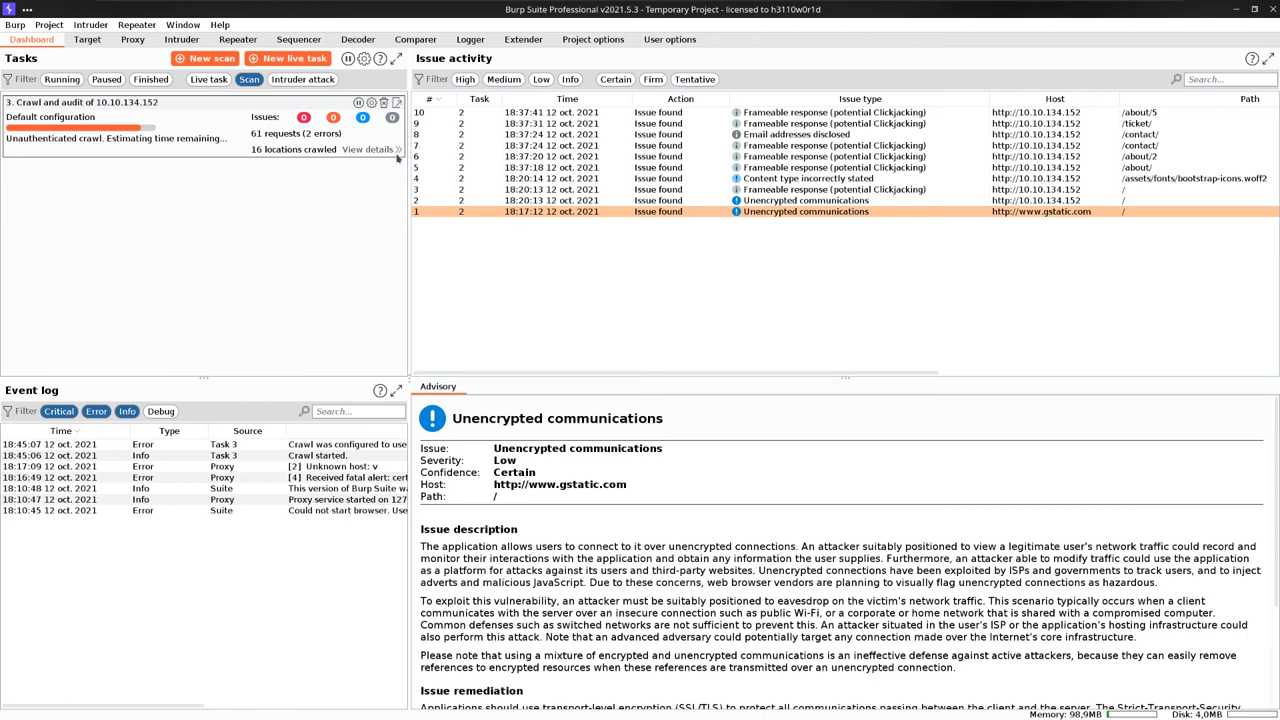 Burp Suite Professional v2021.5.3 - Temporary Project - licensed to h3110w0r1d
Burp Project Intruder Repeater Window Help
Dashboard Target Proxy Intruder Repeater Sequencer Decoder Comparer Logger Extender Project options User options
Tasks New scan New live task
Filter Running Paused Finished Live task Scan Intruder attack
3. Crawl and audit of 10.10.134.152
Default configuration Issues: 0 0 0 0
61 requests (2 errors)
Unauthenticated crawl. Estimating time remaining...
16 locations crawled View details
Issue activity
Filter High Medium Low Info Certain Firm Tentative Search...
# Task Time Action Issue type Host Path
10 2 18:37:41 12 oct. 2021 Issue found Frameable response (potential Clickjacking) http://10.10.134.152 /about/5
9 2 18:37:31 12 oct. 2021 Issue found Frameable response (potential Clickjacking) http://10.10.134.152 /ticket/
8 2 18:37:24 12 oct. 2021 Issue found Email addresses disclosed http://10.10.134.152 /contact/
7 2 18:37:24 12 oct. 2021 Issue found Frameable response (potential Clickjacking) http://10.10.134.152 /contact/
6 2 18:37:20 12 oct. 2021 Issue found Frameable response (potential Clickjacking) http://10.10.134.152 /about/2
5 2 18:37:18 12 oct. 2021 Issue found Frameable response (potential Clickjacking) http://10.10.134.152 /about/
4 2 18:20:14 12 oct. 2021 Issue found Content type incorrectly stated http://10.10.134.152 /assets/fonts/bootstrap-icons.woff2
3 2 18:20:13 12 oct. 2021 Issue found Frameable response (potential Clickjacking) http://10.10.134.152 /
2 2 18:20:13 12 oct. 2021 Issue found Unencrypted communications http://10.10.134.152 /
1 2 18:17:12 12 oct. 2021 Issue found Unencrypted communications http://www.gstatic.com /
Event log
Filter Critical Error Info Debug Search...
Time Type Source
18:45:07 12 oct. 2021 Error Task 3 Crawl was configured to use
18:45:06 12 oct. 2021 Info Task 3 Crawl started.
18:17:09 12 oct. 2021 Error Proxy [2] Unknown host: v
18:16:49 12 oct. 2021 Error Proxy [4] Received fatal alert: cert
18:10:48 12 oct. 2021 Info Suite This version of Burp Suite wa
18:10:47 12 oct. 2021 Info Proxy Proxy service started on 127
18:10:45 12 oct. 2021 Error Suite Could not start browser. Use
Advisory
Unencrypted communications
Issue: Unencrypted communications
Severity: Low
Confidence: Certain
Host: http://www.gstatic.com
Path: /
Issue description
The application allows users to connect to it over unencrypted connections. An attacker suitably positioned to view a legitimate user's network traffic could record and
monitor their interactions with the application and obtain any information the user supplies. Furthermore, an attacker able to modify traffic could use the application
as a platform for attacks against its users and third-party websites. Unencrypted connections have been exploited by ISPs and governments to track users, and to inject
adverts and malicious JavaScript. Due to these concerns, web browser vendors are planning to visually flag unencrypted connections as hazardous.
To exploit this vulnerability, an attacker must be suitably positioned to eavesdrop on the victim's network traffic. This scenario typically occurs when a client
communicates with the server over an insecure connection such as public Wi-Fi, or a corporate or home network that is shared with a compromised computer.
Common defenses such as switched networks are not sufficient to prevent this. An attacker situated in the user's ISP or the application's hosting infrastructure could
also perform this attack. Note that an advanced adversary could potentially target any connection made over the Internet's core infrastructure.
Please note that using a mixture of encrypted and unencrypted communications is an ineffective defense against active attackers, because they can easily remove
references to encrypted resources when these references are transmitted over an unencrypted connection.
Issue remediation
Applications should use transport-level encryption (SSL/TLS) to protect all communications passing between the client and the server. The Strict-Transport-Security
Memory: 98,9MB Disk: 4,0MB